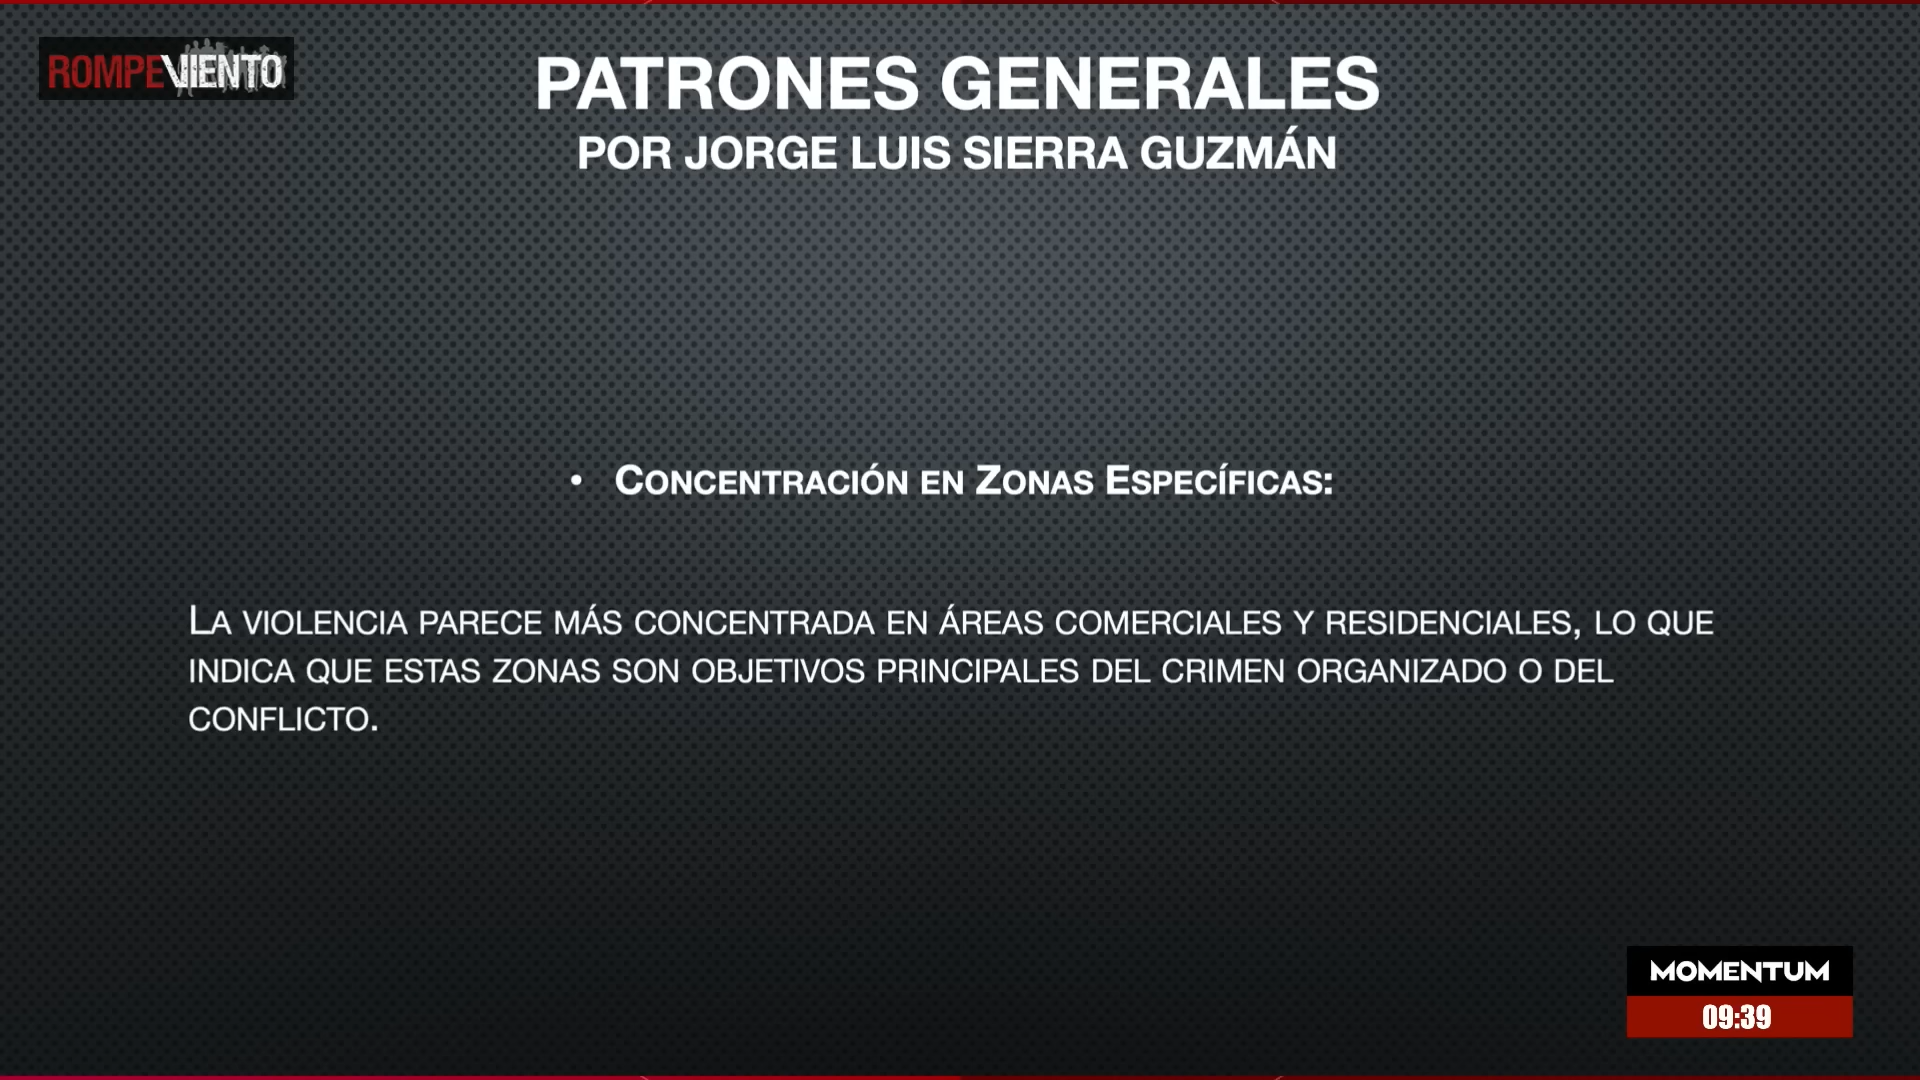 ROMPEVIENTO
PATRONES GENERALES
POR JORGE LUIS SIERRA GUZMÁN
• Concentración en Zonas Específicas:
La violencia parece más concentrada en áreas comerciales y residenciales, lo que
indica que estas zonas son objetivos principales del crimen organizado o del
conflicto.
MOMENTUM
09:39